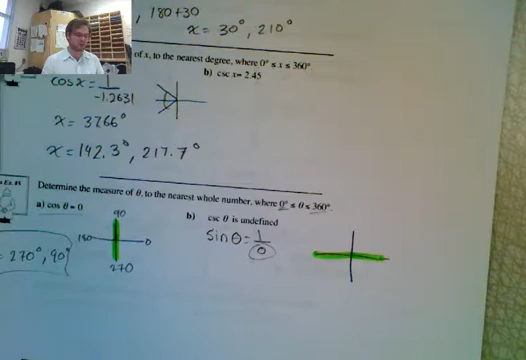 , 180+30
x = 30°, 210°
of x, to the nearest degree, where 0° ≤ x ≤ 360°
b) csc x= 2.45
cosx = 1
-1.2631
x = 37.66°
x = 142.3°, 217.7°
Determine the measure of θ, to the nearest whole number, where 0° ≤ θ ≤ 360°.
a) cos θ = 0
90
180
0
270
= 270°, 90°
b) csc θ is undefined
sin θ = 1
0